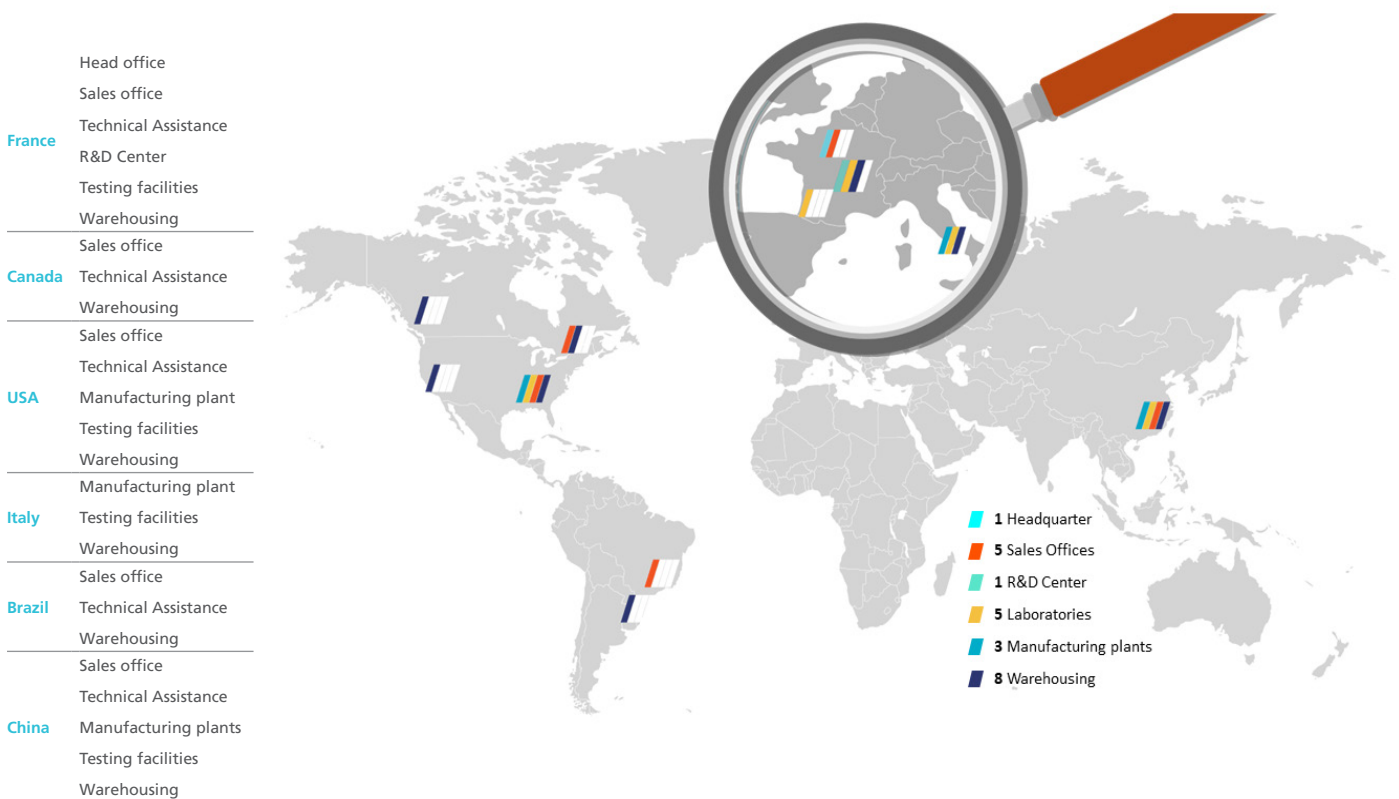 Head office
Sales office
Technical Assistance
France
R&D Center
Testing facilities
Warehousing
Sales office
Canada Technical Assistance
Warehousing
Sales office
Technical Assistance
USA Manufacturing plant
Testing facilities
Warehousing
Manufacturing plant
Italy Testing facilities
Warehousing
Sales office
Brazil Technical Assistance
Warehousing
Sales office
Technical Assistance
China Manufacturing plants
Testing facilities
Warehousing
1 Headquarter
5 Sales Offices
1 R&D Center
5 Laboratories
3 Manufacturing plants
8 Warehousing